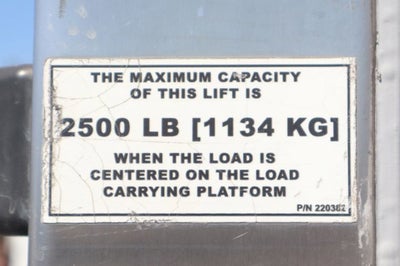 THE MAXIMUM CAPACITY
OF THIS LIFT IS
2500 LB [1134 KG]
WHEN THE LOAD IS
CENTERED ON THE LOAD
CARRYING PLATFORM
P/N 220382